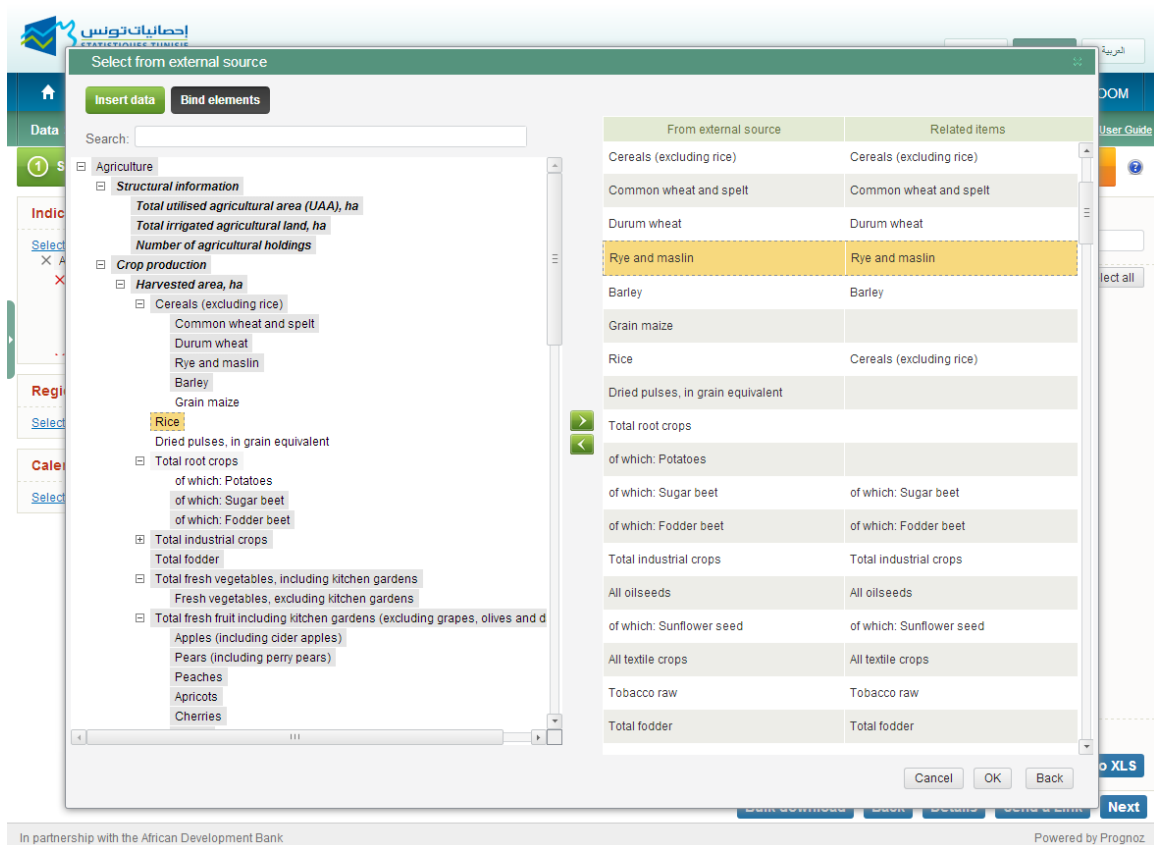 إحصائيات تونس
STATISTIQUES TUNISIE
العربية
Select from external source
Insert data
Bind elements
Data
User Guide
Search:
1 S
Agriculture
Structural information
Total utilised agricultural area (UAA), ha
Total irrigated agricultural land, ha
Number of agricultural holdings
Crop production
Harvested area, ha
Cereals (excluding rice)
Common wheat and spelt
Durum wheat
Rye and maslin
Barley
Grain maize
Rice
Dried pulses, in grain equivalent
Total root crops
of which: Potatoes
of which: Sugar beet
of which: Fodder beet
Total industrial crops
Total fodder
Total fresh vegetables, including kitchen gardens
Fresh vegetables, excluding kitchen gardens
Total fresh fruit including kitchen gardens (excluding grapes, olives and d
Apples (including cider apples)
Pears (including perry pears)
Peaches
Apricots
Cherries
From external source Related items
Cereals (excluding rice) Cereals (excluding rice)
Common wheat and spelt Common wheat and spelt
Durum wheat Durum wheat
Rye and maslin Rye and maslin
Barley Barley
Grain maize
Rice Cereals (excluding rice)
Dried pulses, in grain equivalent
Total root crops
of which: Potatoes
of which: Sugar beet of which: Sugar beet
of which: Fodder beet of which: Fodder beet
Total industrial crops Total industrial crops
All oilseeds All oilseeds
of which: Sunflower seed of which: Sunflower seed
All textile crops All textile crops
Tobacco raw Tobacco raw
Total fodder Total fodder
Indic
Select
A
Regi
Select
Cale
Select
OOM
lect all
Cancel
OK
Back
o XLS
Bulk download
Back
Details
Send a Link
Next
In partnership with the African Development Bank
Powered by Prognoz